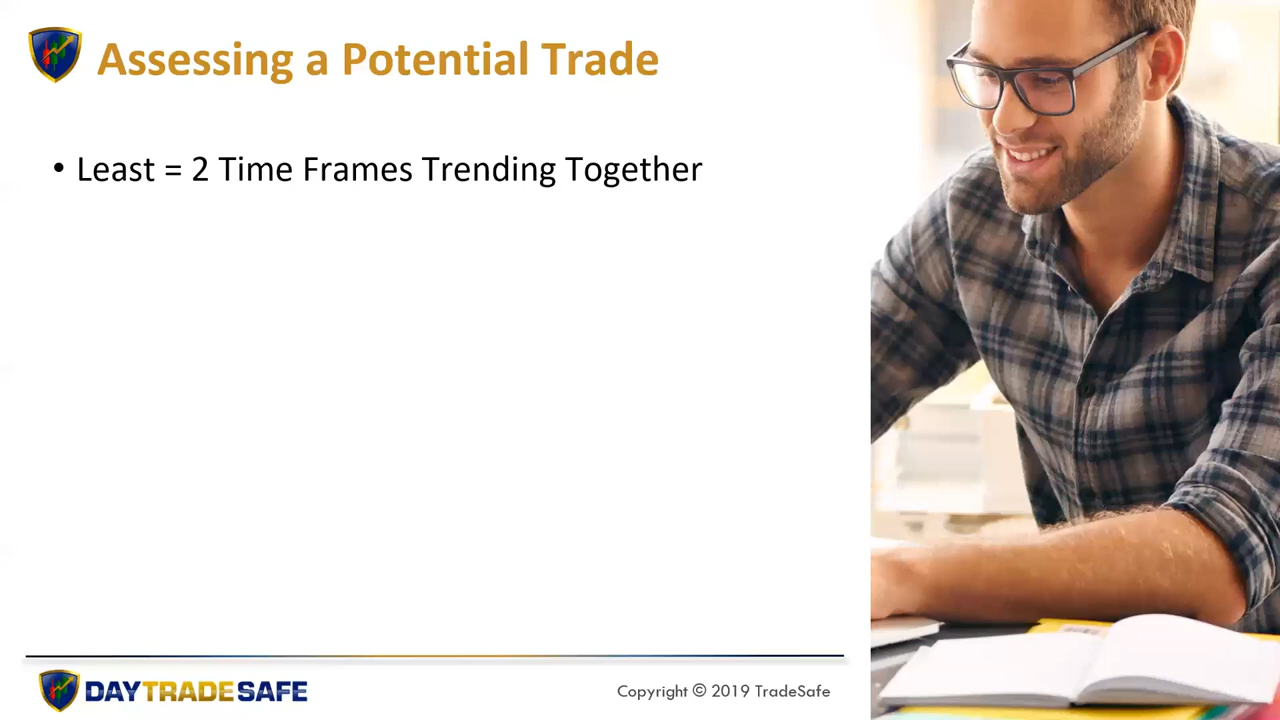 Assessing a Potential Trade
• Least = 2 Time Frames Trending Together
DAYTRADESAFE
Copyright © 2019 TradeSafe